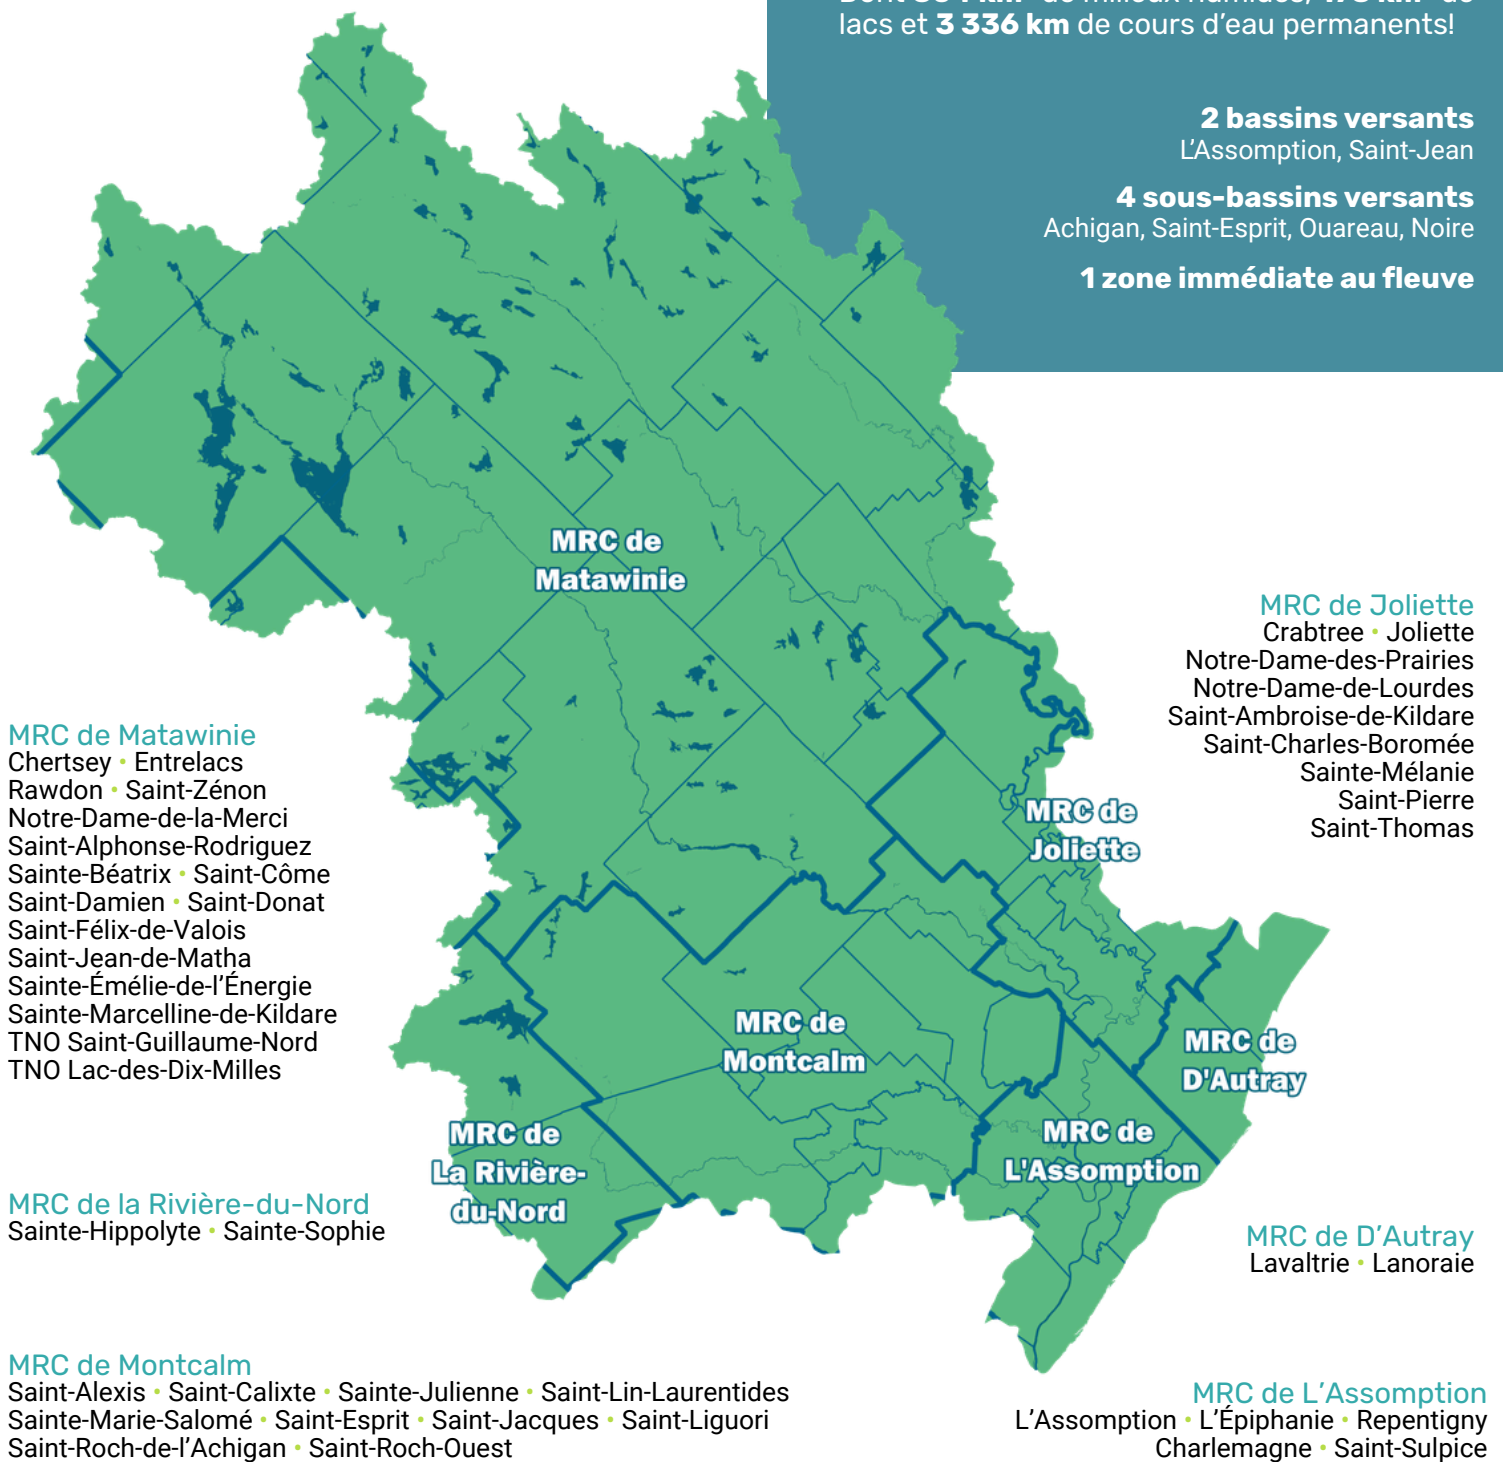 lacs et 3 336 km de cours d'eau permanents!
2 bassins versants
L'Assomption, Saint-Jean
4 sous-bassins versants
Achigan, Saint-Esprit, Ouareau, Noire
1 zone immédiate au fleuve
MRC de
Matawinie
MRC de
Joliette
MRC de
Montcalm
MRC de
D'Autray
MRC de
L'Assomption
MRC de
La Rivière-
du-Nord
MRC de Joliette
Crabtree • Joliette
Notre-Dame-des-Prairies
Notre-Dame-de-Lourdes
Saint-Ambroise-de-Kildare
Saint-Charles-Boromée
Sainte-Mélanie
Saint-Pierre
Saint-Thomas
MRC de Matawinie
Chertsey • Entrelacs
Rawdon • Saint-Zénon
Notre-Dame-de-la-Merci
Saint-Alphonse-Rodriguez
Sainte-Béatrix • Saint-Côme
Saint-Damien • Saint-Donat
Saint-Félix-de-Valois
Saint-Jean-de-Matha
Sainte-Émélie-de-l'Énergie
Sainte-Marcelline-de-Kildare
TNO Saint-Guillaume-Nord
TNO Lac-des-Dix-Milles
MRC de la Rivière-du-Nord
Sainte-Hippolyte • Sainte-Sophie
MRC de D'Autray
Lavaltrie • Lanoraie
MRC de Montcalm
Saint-Alexis • Saint-Calixte • Sainte-Julienne • Saint-Lin-Laurentides
Sainte-Marie-Salomé • Saint-Esprit • Saint-Jacques • Saint-Liguori
Saint-Roch-de-l'Achigan • Saint-Roch-Ouest
MRC de L'Assomption
L'Assomption • L'Épiphanie • Repentigny
Charlemagne • Saint-Sulpice